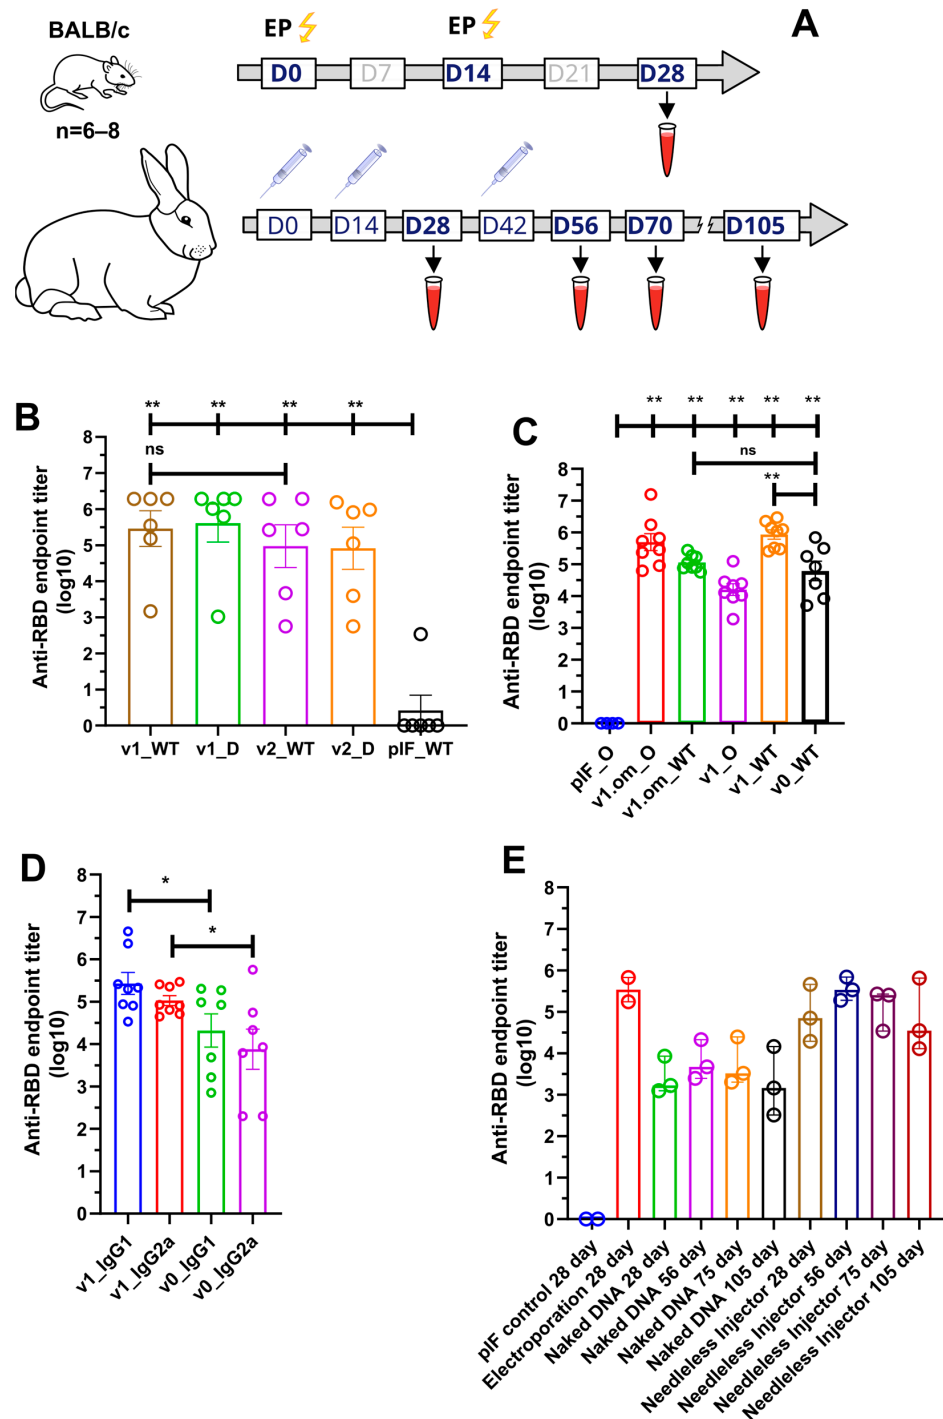 A
BALB/c
EP
EP
D0
D7
D14
D21
D28
n=6–8
D0
D14
D28
D42
D56
D70
D105
B
** ** ** **
ns
Anti-RBD endpoint titer
(log10)
8
7
6
5
4
3
2
1
0
v1_WT
v1_D
v2_WT
v2_D
pIF_WT
C
** ** ** ** **
ns
**
Anti-RBD endpoint titer
(log10)
8
7
6
5
4
3
2
1
0
pIF_O
v1.om_O
v1.om_WT
v1_O
v1_WT
v0_WT
D
*
*
Anti-RBD endpoint titer
(log10)
8
7
6
5
4
3
2
1
0
v1_IgG1
v1_IgG2a
v0_IgG1
v0_IgG2a
E
Anti-RBD endpoint titer
(log10)
8
7
6
5
4
3
2
1
0
pIF control 28 day
Electroporation 28 day
Naked DNA 28 day
Naked DNA 56 day
Naked DNA 75 day
Naked DNA 105 day
Needleless Injector 28 day
Needleless Injector 56 day
Needleless Injector 75 day
Needleless Injector 105 day